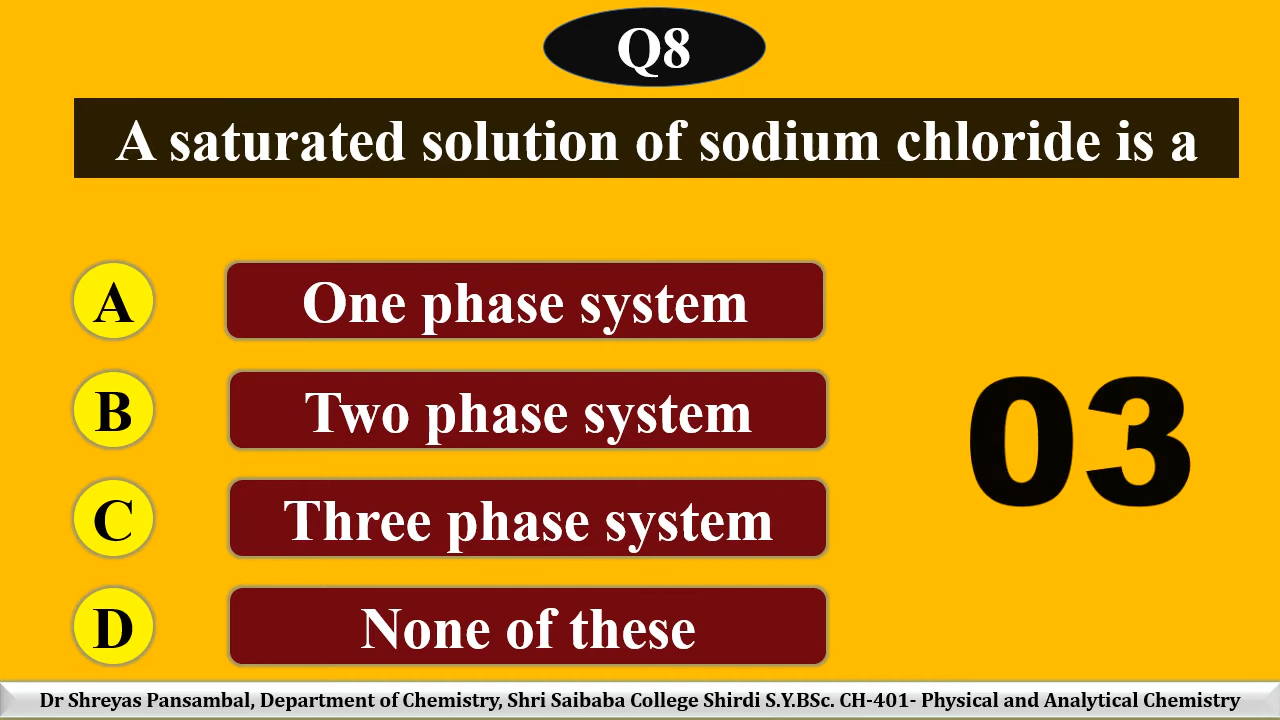 Q8
A saturated solution of sodium chloride is a
A One phase system
B Two phase system
03
C Three phase system
D None of these
Dr Shreyas Pansambal, Department of Chemistry, Shri Saibaba College Shirdi S.Y.BSc. CH-401- Physical and Analytical Chemistry